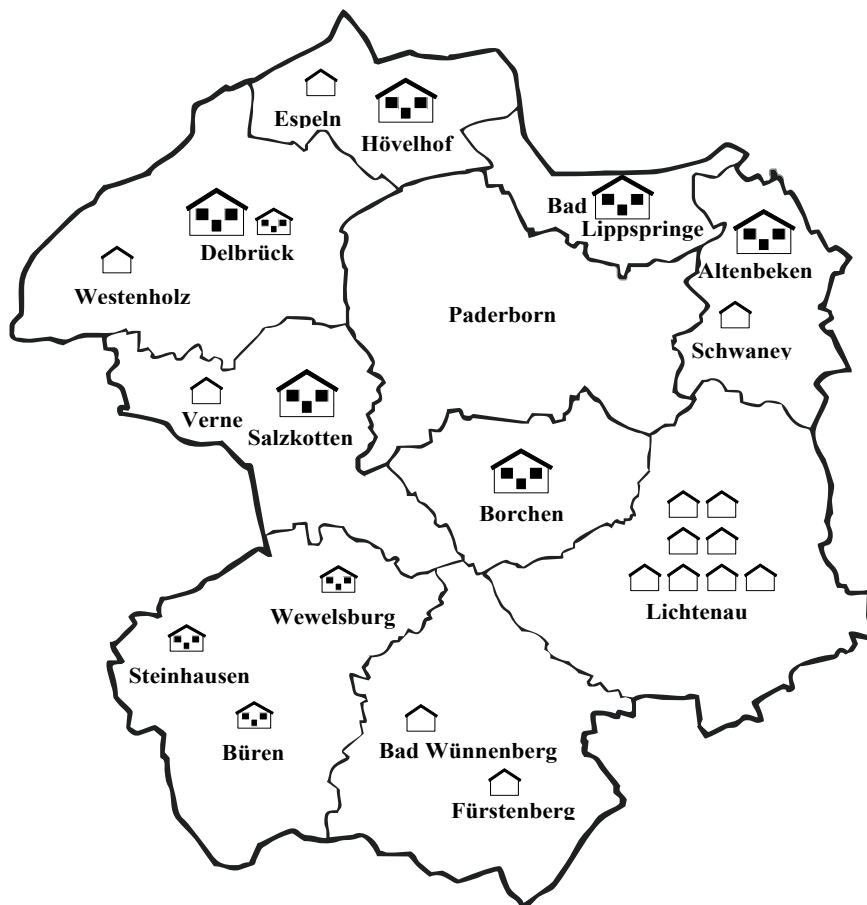 Espeln
Hövelhof
Bad
Lippspringe
Delbrück
Altenbeken
Westenholz
Paderborn
Schwaney
Verne
Salzkotten
Borchen
Wewelsburg
Lichtenau
Steinhausen
Büren
Bad Wünnenberg
Fürstenberg